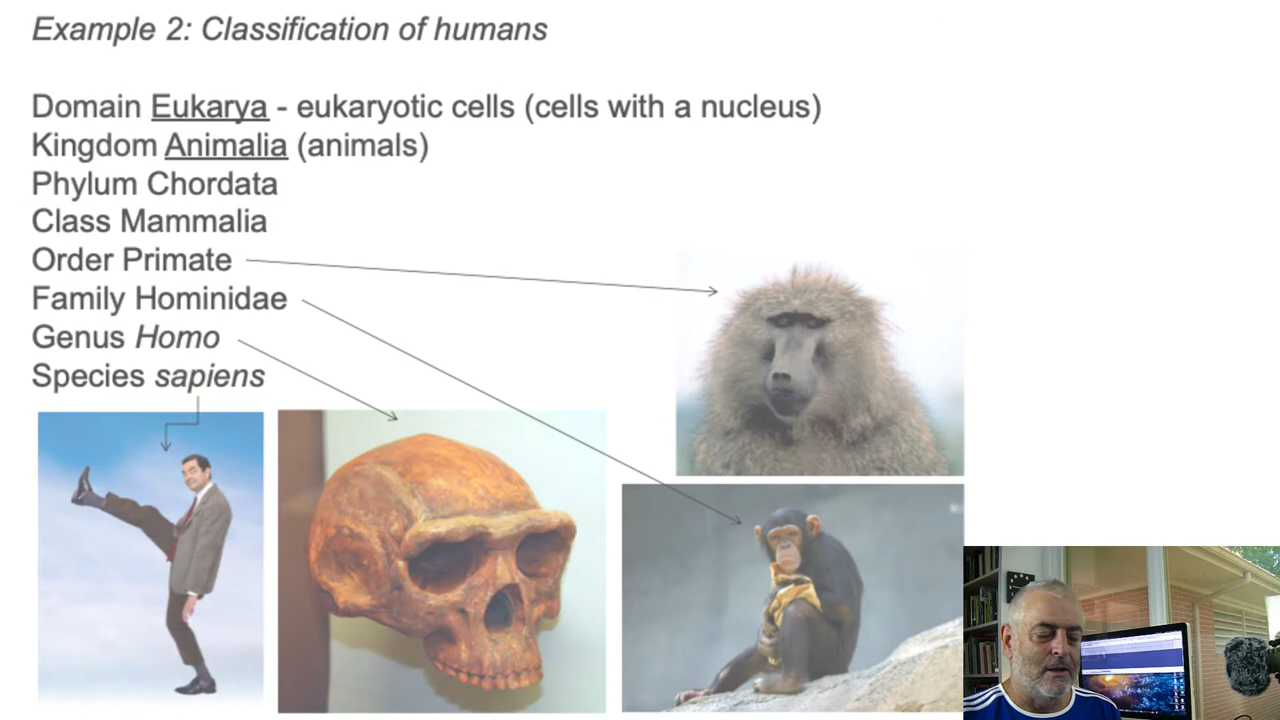 Example 2: Classification of humans
Domain Eukarya - eukaryotic cells (cells with a nucleus)
Kingdom Animalia (animals)
Phylum Chordata
Class Mammalia
Order Primate
Family Hominidae
Genus Homo
Species sapiens